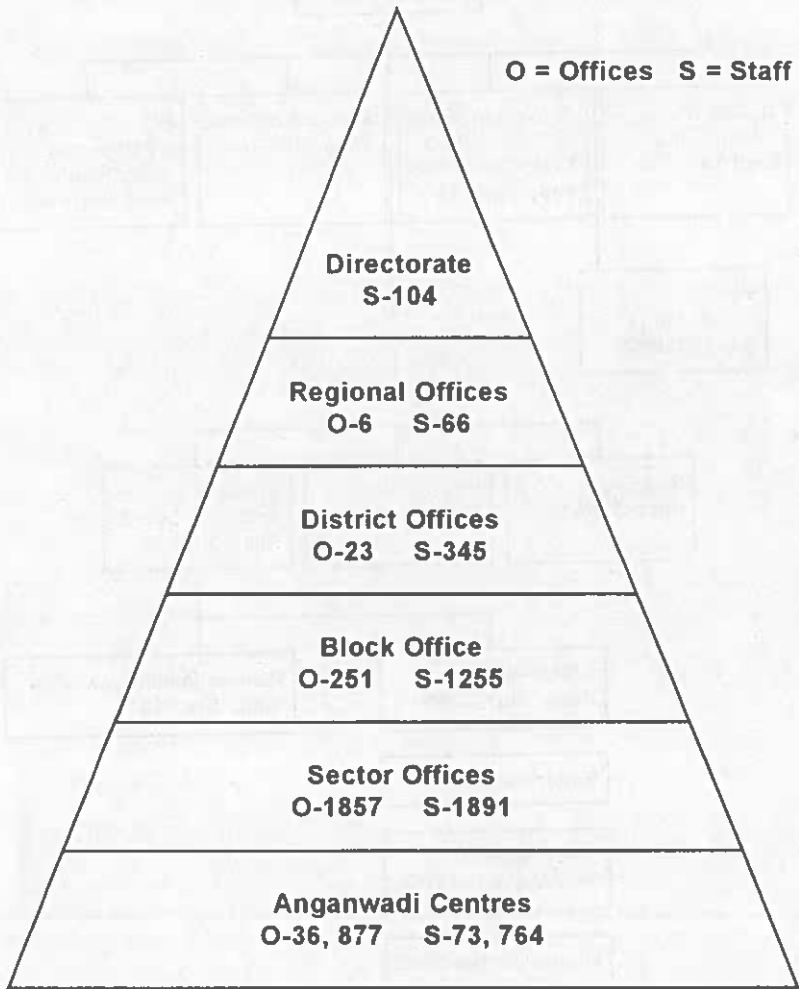 O = Offices S = Staff
Directorate
S-104
Regional Offices
O-6 S-66
District Offices
O-23 S-345
Block Office
O-251 S-1255
Sector Offices
O-1857 S-1891
Anganwadi Centres
O-36, 877 S-73, 764